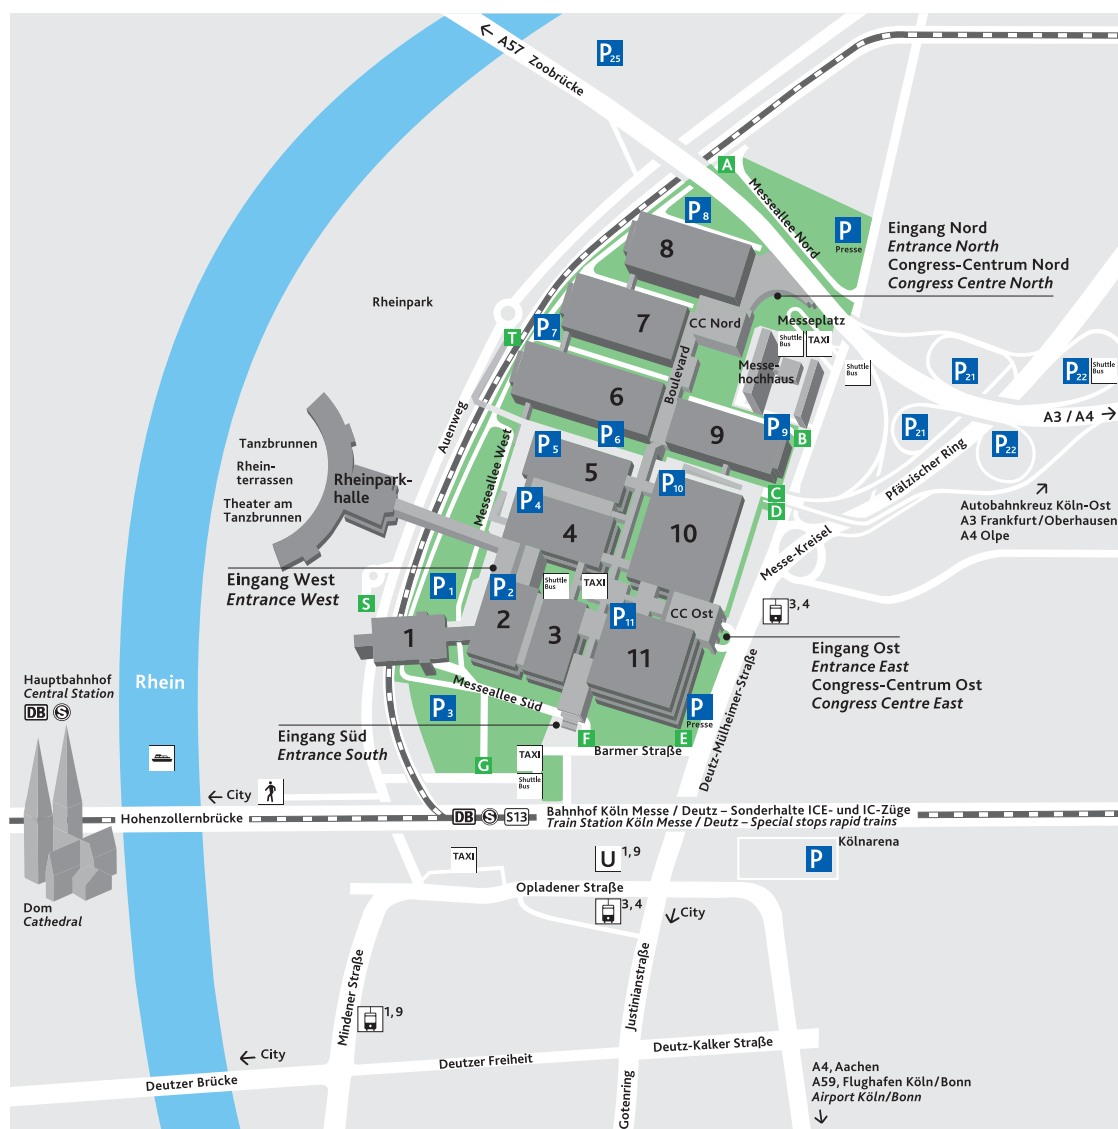 A57 Zoobrücke
P25
A
Messeallee Nord
P8
P
Presse
8
Eingang Nord
Entrance North
Congress-Centrum Nord
Congress Centre North
Rheinpark
7
CC Nord
Messeplatz
P7
T
Shuttle
Bus
TAXI
Boulevard
Messe-
hochhaus
Shuttle
Bus
P21
P22
Shuttle
Bus
6
A3 / A4
Auenweg
P6
9
P9
B
P21
P22
Pfälzischer Ring
Tanzbrunnen
Rhein-
terrassen
Theater am
Tanzbrunnen
Rheinpark-
halle
Messeallee West
P5
5
P10
C
D
P4
4
10
Autobahnkreuz Köln-Ost
A3 Frankfurt/Oberhausen
A4 Olpe
Messe-Kreisel
Eingang West
Entrance West
P1
P2
Shuttle
Bus
TAXI
S
3, 4
1
2
3
P11
CC Ost
11
Eingang Ost
Entrance East
Congress-Centrum Ost
Congress Centre East
Hauptbahnhof
Central Station
DB S
Rhein
Messeallee Süd
P3
P
Presse
Deutz-Mülheimer-Straße
Eingang Süd
Entrance South
F
E
Barmer Straße
G
TAXI
Shuttle
Bus
City
Hohenzollernbrücke
DB S S13
Bahnhof Köln Messe / Deutz – Sonderhalte ICE- und IC-Züge
Train Station Köln Messe / Deutz – Special stops rapid trains
Kölnarena
P
TAXI
U 1, 9
Opladener Straße
3, 4
City
Dom
Cathedral
Mindener Straße
1, 9
Justinianstraße
City
Deutzer Brücke
Deutzer Freiheit
Deutz-Kalker Straße
Gotenring
A4, Aachen
A59, Flughafen Köln/Bonn
Airport Köln/Bonn